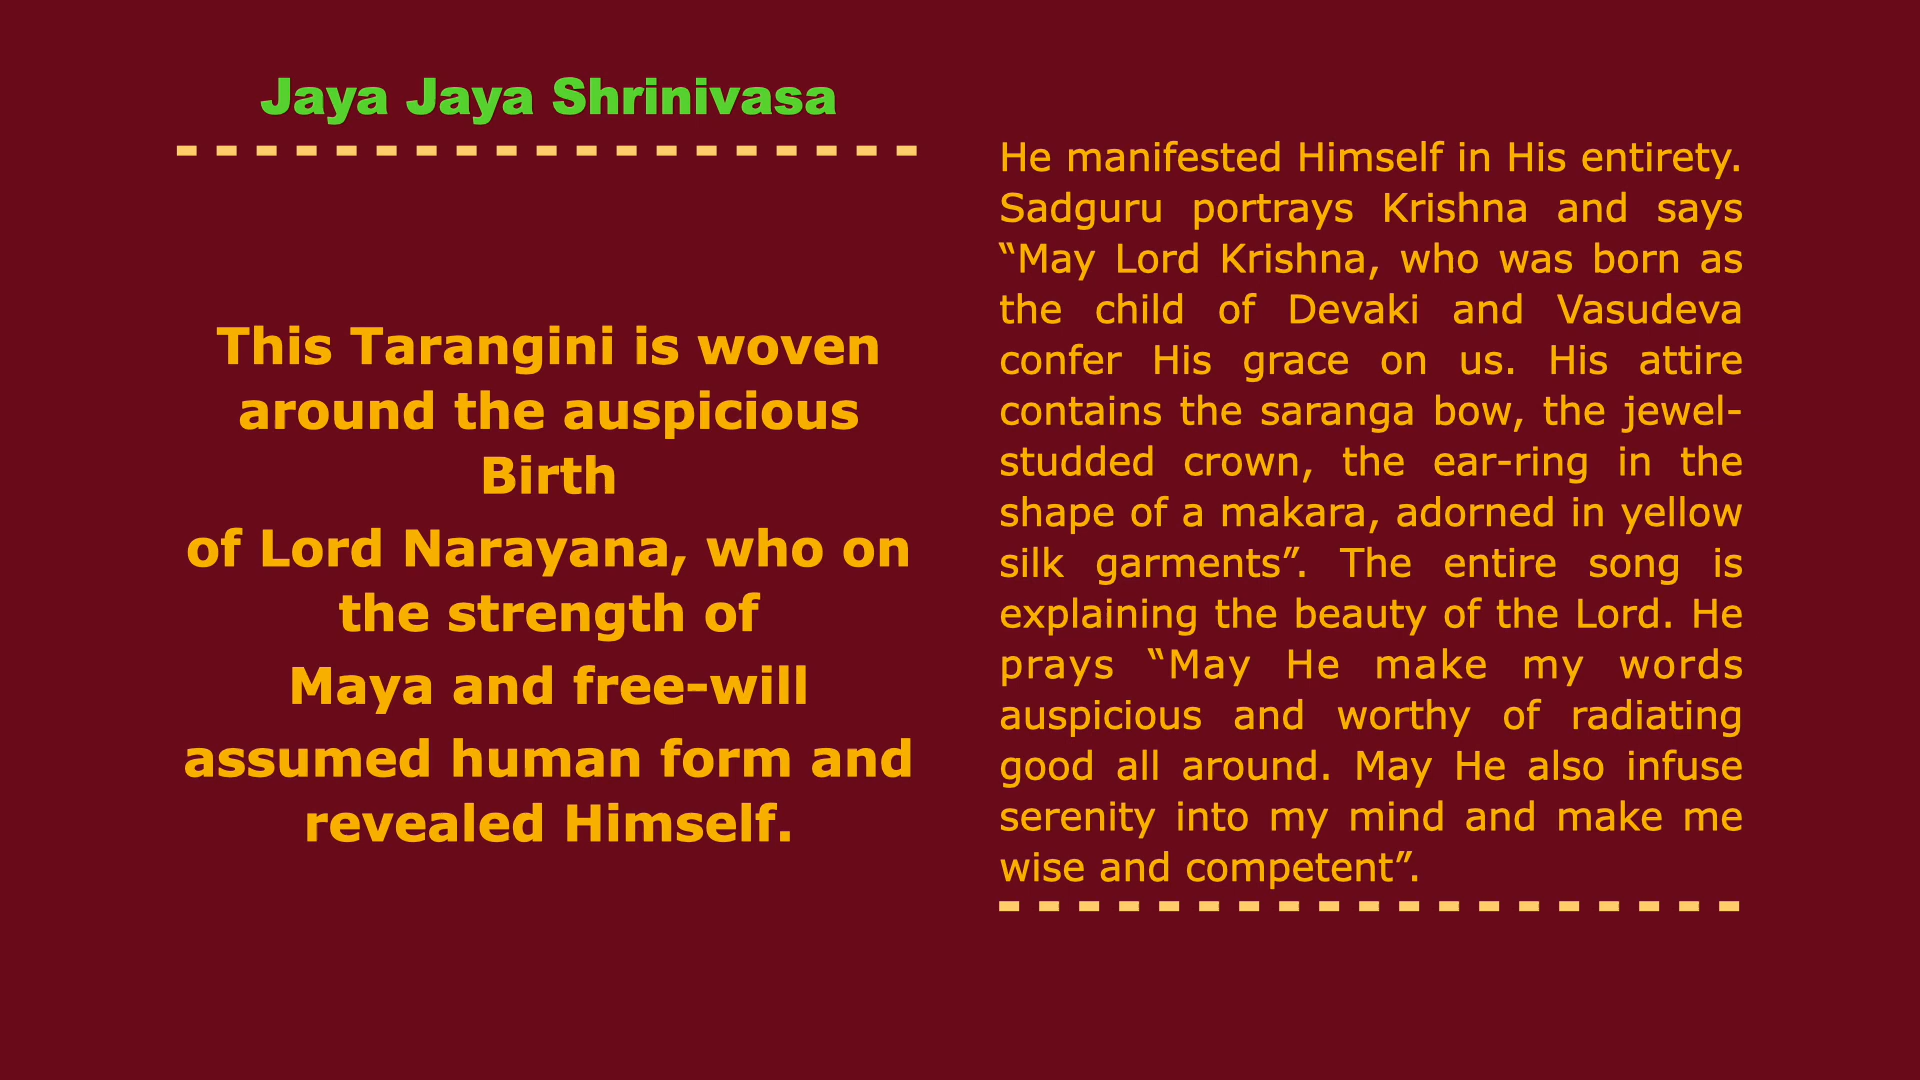 Jaya Jaya Shrinivasa
This Tarangini is woven
around the auspicious
Birth
of Lord Narayana, who on
the strength of
Maya and free-will
assumed human form and
revealed Himself.
He manifested Himself in His entirety.
Sadguru portrays Krishna and says
“May Lord Krishna, who was born as
the child of Devaki and Vasudeva
confer His grace on us. His attire
contains the saranga bow, the jewel-
studded crown, the ear-ring in the
shape of a makara, adorned in yellow
silk garments”. The entire song is
explaining the beauty of the Lord. He
prays “May He make my words
auspicious and worthy of radiating
good all around. May He also infuse
serenity into my mind and make me
wise and competent”.